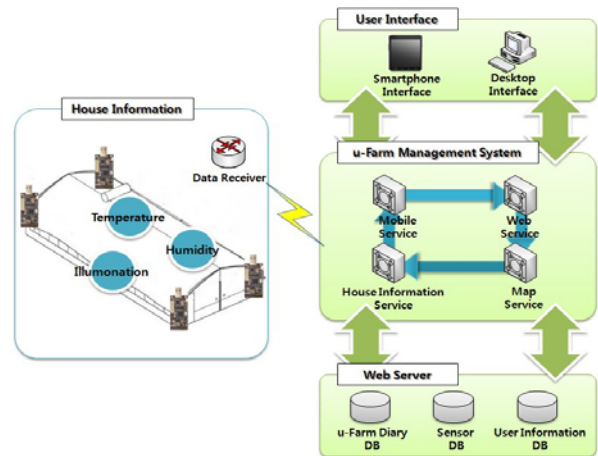 House Information
Data Receiver
Temperature
Humidity
Illumonation
User Interface
Smartphone
Interface
Desktop
Interface
u-Farm Management System
Mobile
Service
Web
Service
House Information
Service
Map
Service
Web Server
u-Farm Diary
DB
Sensor
DB
User Information
DB